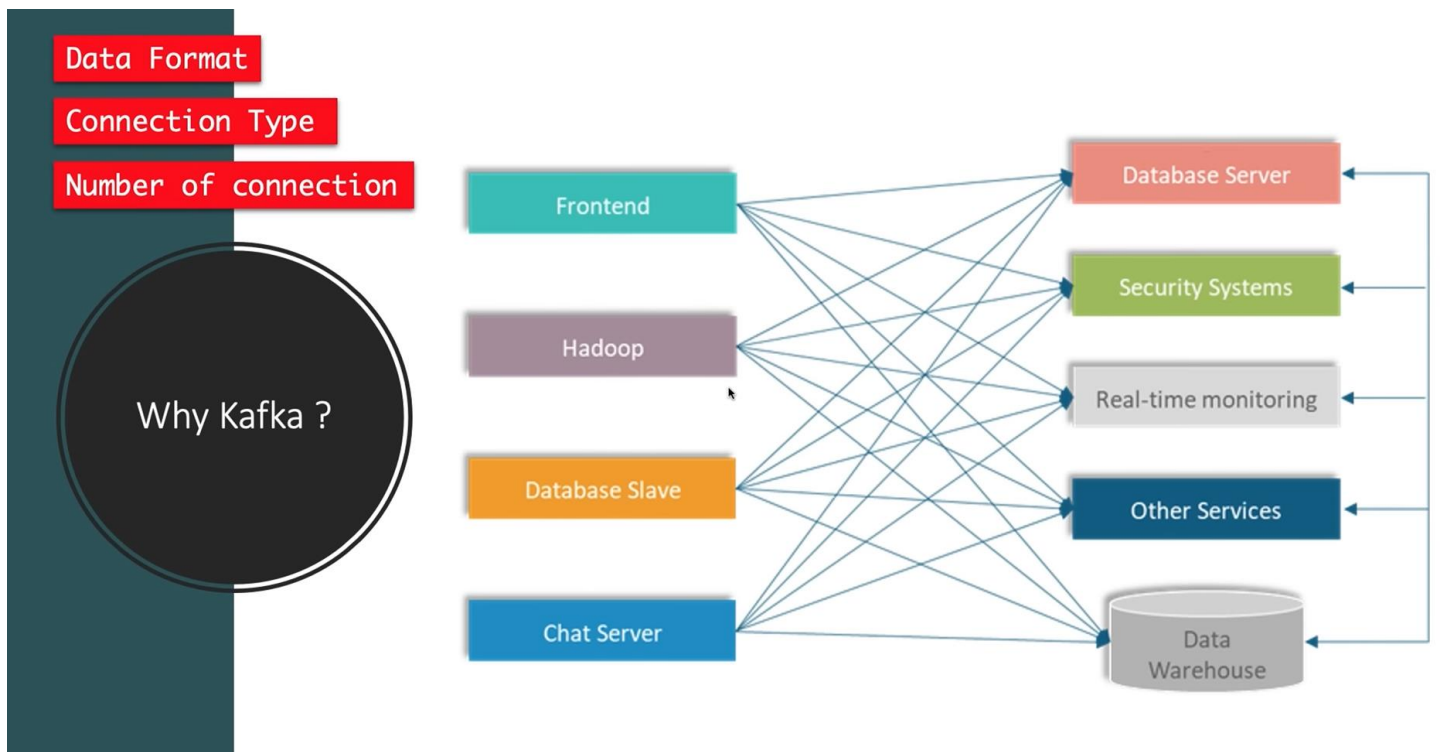 Data Format
Connection Type
Number of connection
Why Kafka ?
Frontend
Hadoop
Database Slave
Chat Server
Database Server
Security Systems
Real-time monitoring
Other Services
Data
Warehouse